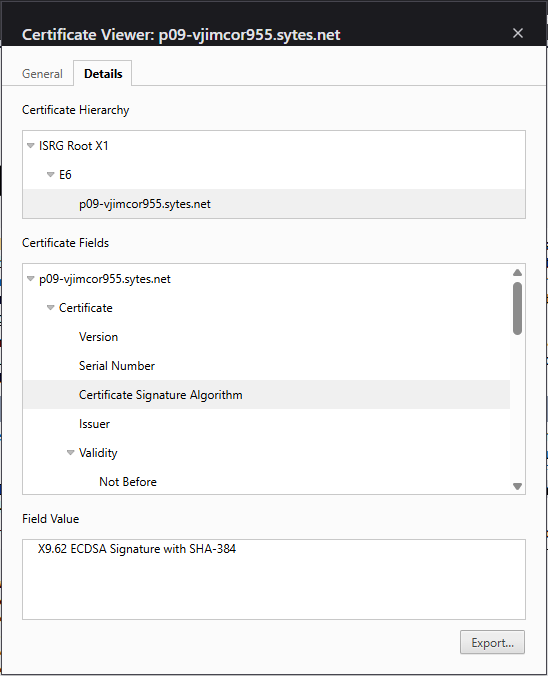 Certificate Viewer: p09-vjimcor955.sytes.net
General Details
Certificate Hierarchy
ISRG Root X1
E6
p09-vjimcor955.sytes.net
Certificate Fields
p09-vjimcor955.sytes.net
Certificate
Version
Serial Number
Certificate Signature Algorithm
Issuer
Validity
Not Before
Field Value
X9.62 ECDSA Signature with SHA-384
Export...